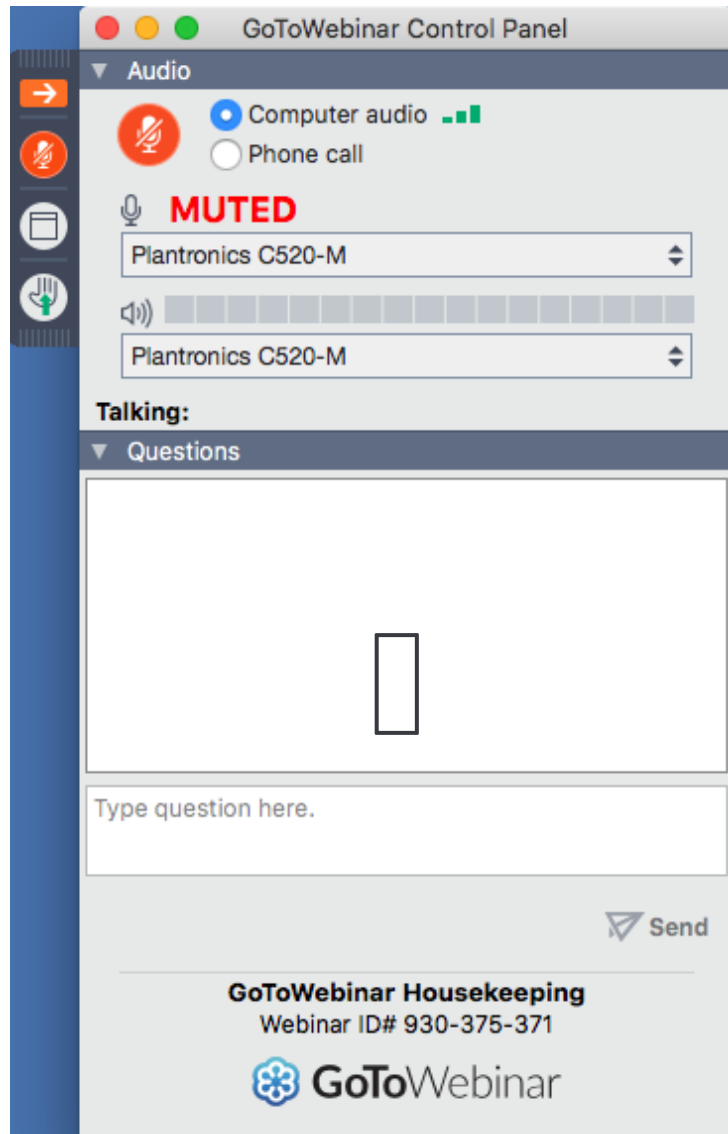 GoToWebinar Control Panel
Audio
Computer audio
Phone call
MUTED
Plantronics C520-M
Plantronics C520-M
Talking:
Questions
Type question here.
Send
GoToWebinar Housekeeping
Webinar ID# 930-375-371
GoToWebinar